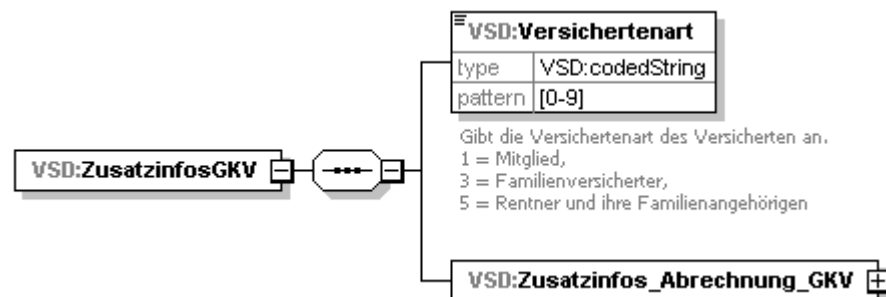 VSD:Versichertenart
type VSD:codedString
pattern [0-9]
Gibt die Versichertenart des Versicherten an.
1 = Mitglied,
3 = Familienversicherter,
5 = Rentner und ihre Familienangehörigen
VSD:ZusatzinfosGKV
VSD:Zusatzinfos_Abrechnung_GKV